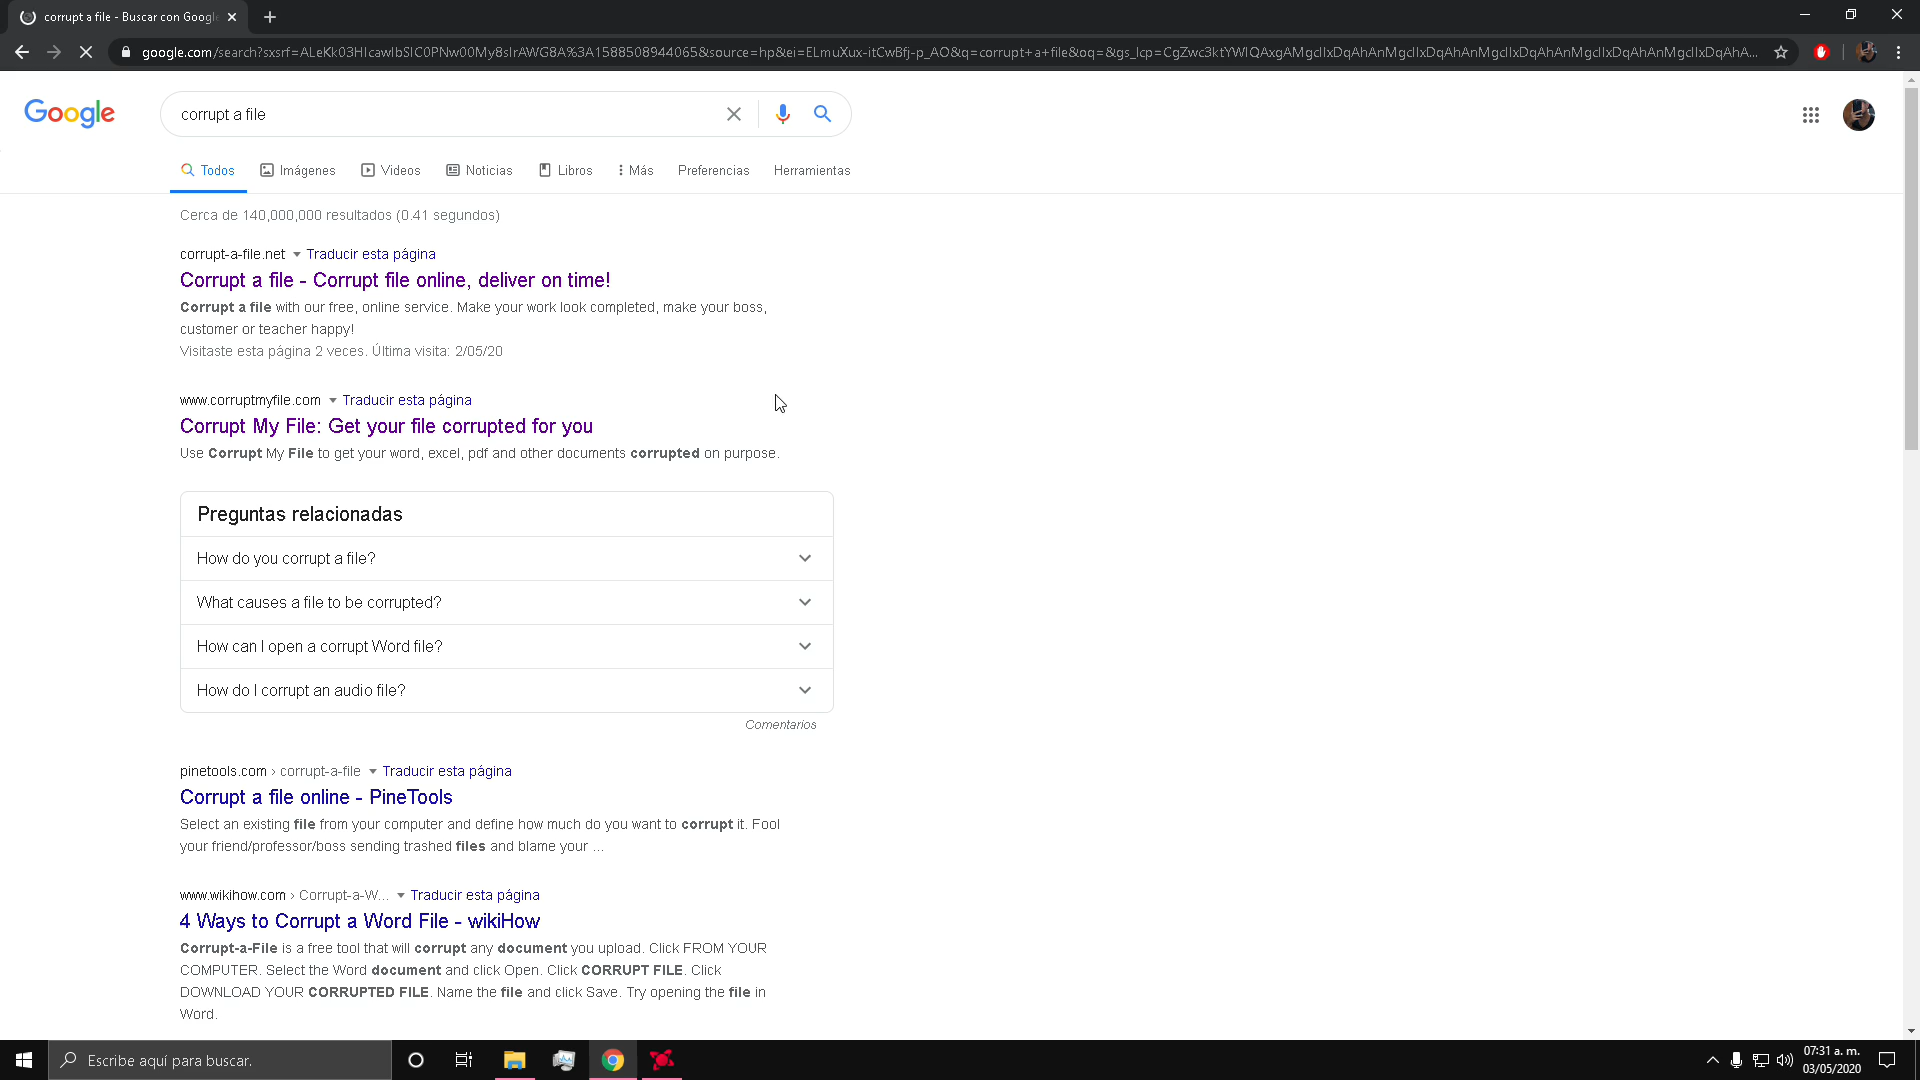 corrupt a file - Buscar con Google
google.com/search?sxsrf=ALeKk03HIcawIbSIC0PNw00My8sIrAWG8A%3A1588508944065&source=hp&ei=ELmuXux-itCwBfj-p_AO&q=corrupt+a+file&oq=&gs_lcp=CgZwc3ktYWIQAxgAMgcIIxDqAhAnMgcIIxDqAhAnMgcIIxDqAhAnMgcIIxDqAhAnMgcIIxDqAhA...
Google
corrupt a file
Todos
Imágenes
Videos
Noticias
Libros
Más
Preferencias
Herramientas
Cerca de 140,000,000 resultados (0.41 segundos)
corrupt-a-file.net Traducir esta página
Corrupt a file - Corrupt file online, deliver on time!
Corrupt a file with our free, online service. Make your work look completed, make your boss,
customer or teacher happy!
Visitaste esta página 2 veces. Última visita: 2/05/20
www.corruptmyfile.com Traducir esta página
Corrupt My File: Get your file corrupted for you
Use Corrupt My File to get your word, excel, pdf and other documents corrupted on purpose.
Preguntas relacionadas
How do you corrupt a file?
What causes a file to be corrupted?
How can I open a corrupt Word file?
How do I corrupt an audio file?
Comentarios
pinetools.com › corrupt-a-file Traducir esta página
Corrupt a file online - PineTools
Select an existing file from your computer and define how much do you want to corrupt it. Fool
your friend/professor/boss sending trashed files and blame your ...
www.wikihow.com › Corrupt-a-W... Traducir esta página
4 Ways to Corrupt a Word File - wikiHow
Corrupt-a-File is a free tool that will corrupt any document you upload. Click FROM YOUR
COMPUTER. Select the Word document and click Open. Click CORRUPT FILE. Click
DOWNLOAD YOUR CORRUPTED FILE. Name the file and click Save. Try opening the file in
Word.
Escribe aquí para buscar.
07:31 a. m.
03/05/2020